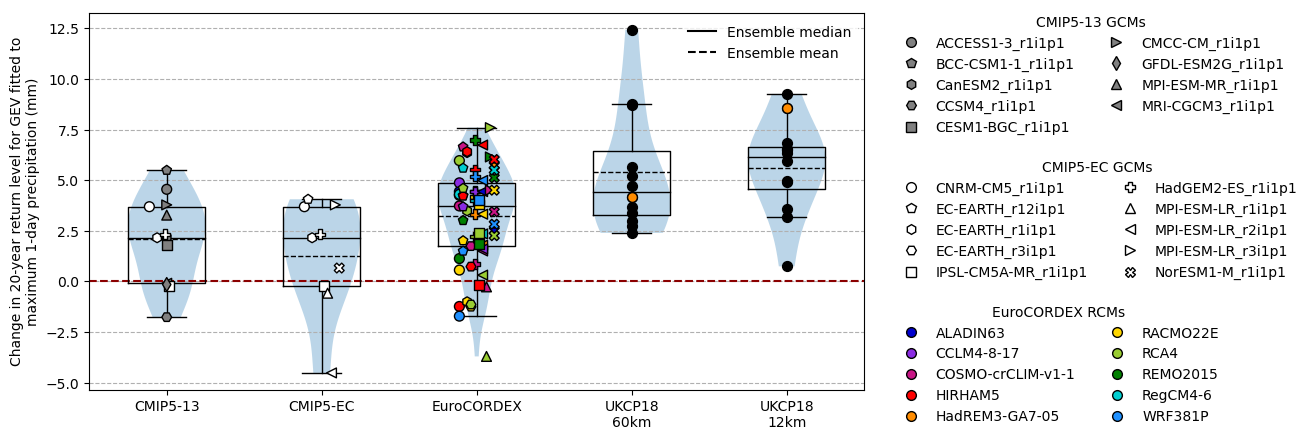 Change in 20-year return level for GEV fitted to
maximum 1-day precipitation (mm)
12.5
10.0
7.5
5.0
2.5
0.0
−2.5
−5.0
Ensemble median
Ensemble mean
CMIP5-13
CMIP5-EC
EuroCORDEX
UKCP18
60km
UKCP18
12km
CMIP5-13 GCMs
ACCESS1-3_r1i1p1
BCC-CSM1-1_r1i1p1
CanESM2_r1i1p1
CCSM4_r1i1p1
CESM1-BGC_r1i1p1
CMCC-CM_r1i1p1
GFDL-ESM2G_r1i1p1
MPI-ESM-MR_r1i1p1
MRI-CGCM3_r1i1p1
CMIP5-EC GCMs
CNRM-CM5_r1i1p1
EC-EARTH_r12i1p1
EC-EARTH_r1i1p1
EC-EARTH_r3i1p1
IPSL-CM5A-MR_r1i1p1
HadGEM2-ES_r1i1p1
MPI-ESM-LR_r1i1p1
MPI-ESM-LR_r2i1p1
MPI-ESM-LR_r3i1p1
NorESM1-M_r1i1p1
EuroCORDEX RCMs
ALADIN63
CCLM4-8-17
COSMO-crCLIM-v1-1
HIRHAM5
HadREM3-GA7-05
RACMO22E
RCA4
REMO2015
RegCM4-6
WRF381P